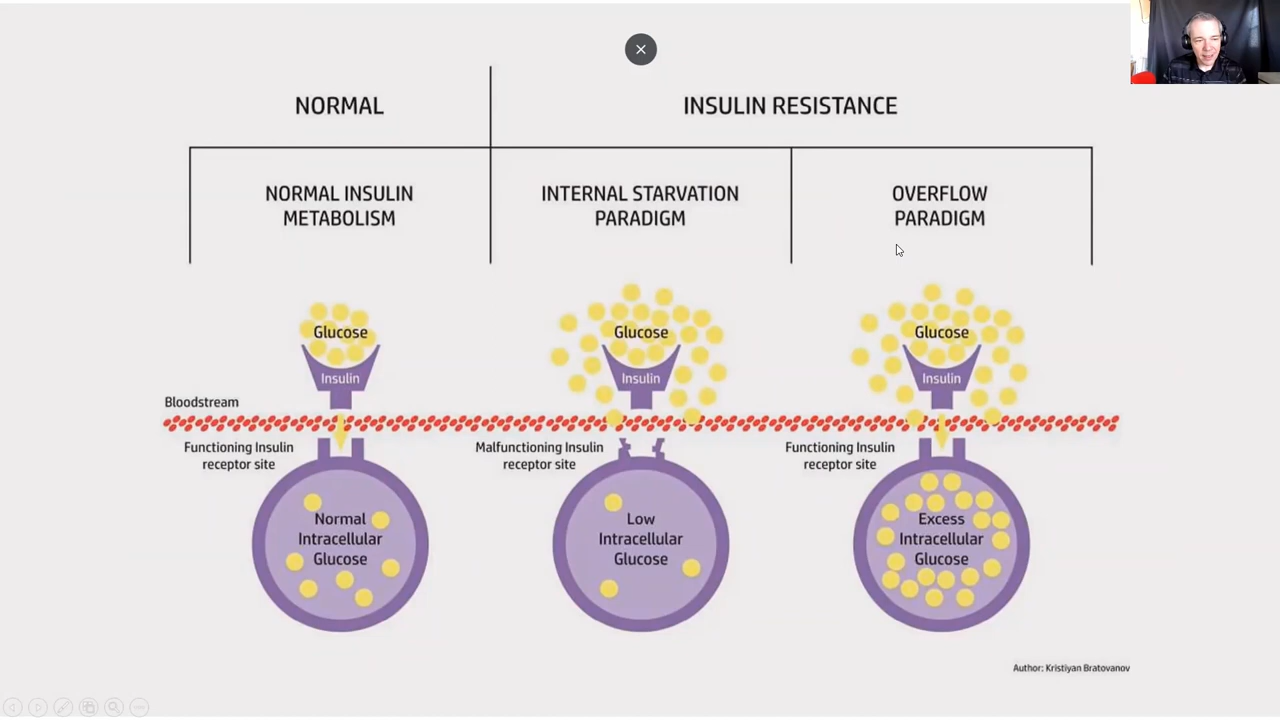 NORMAL
INSULIN RESISTANCE
NORMAL INSULIN
METABOLISM
INTERNAL STARVATION
PARADIGM
OVERFLOW
PARADIGM
Glucose
Insulin
Glucose
Insulin
Glucose
Insulin
Bloodstream
Functioning Insulin
receptor site
Malfunctioning Insulin
receptor site
Functioning Insulin
receptor site
Normal
Intracellular
Glucose
Low
Intracellular
Glucose
Excess
Intracellular
Glucose
Author: Kristiyan Bratovanov